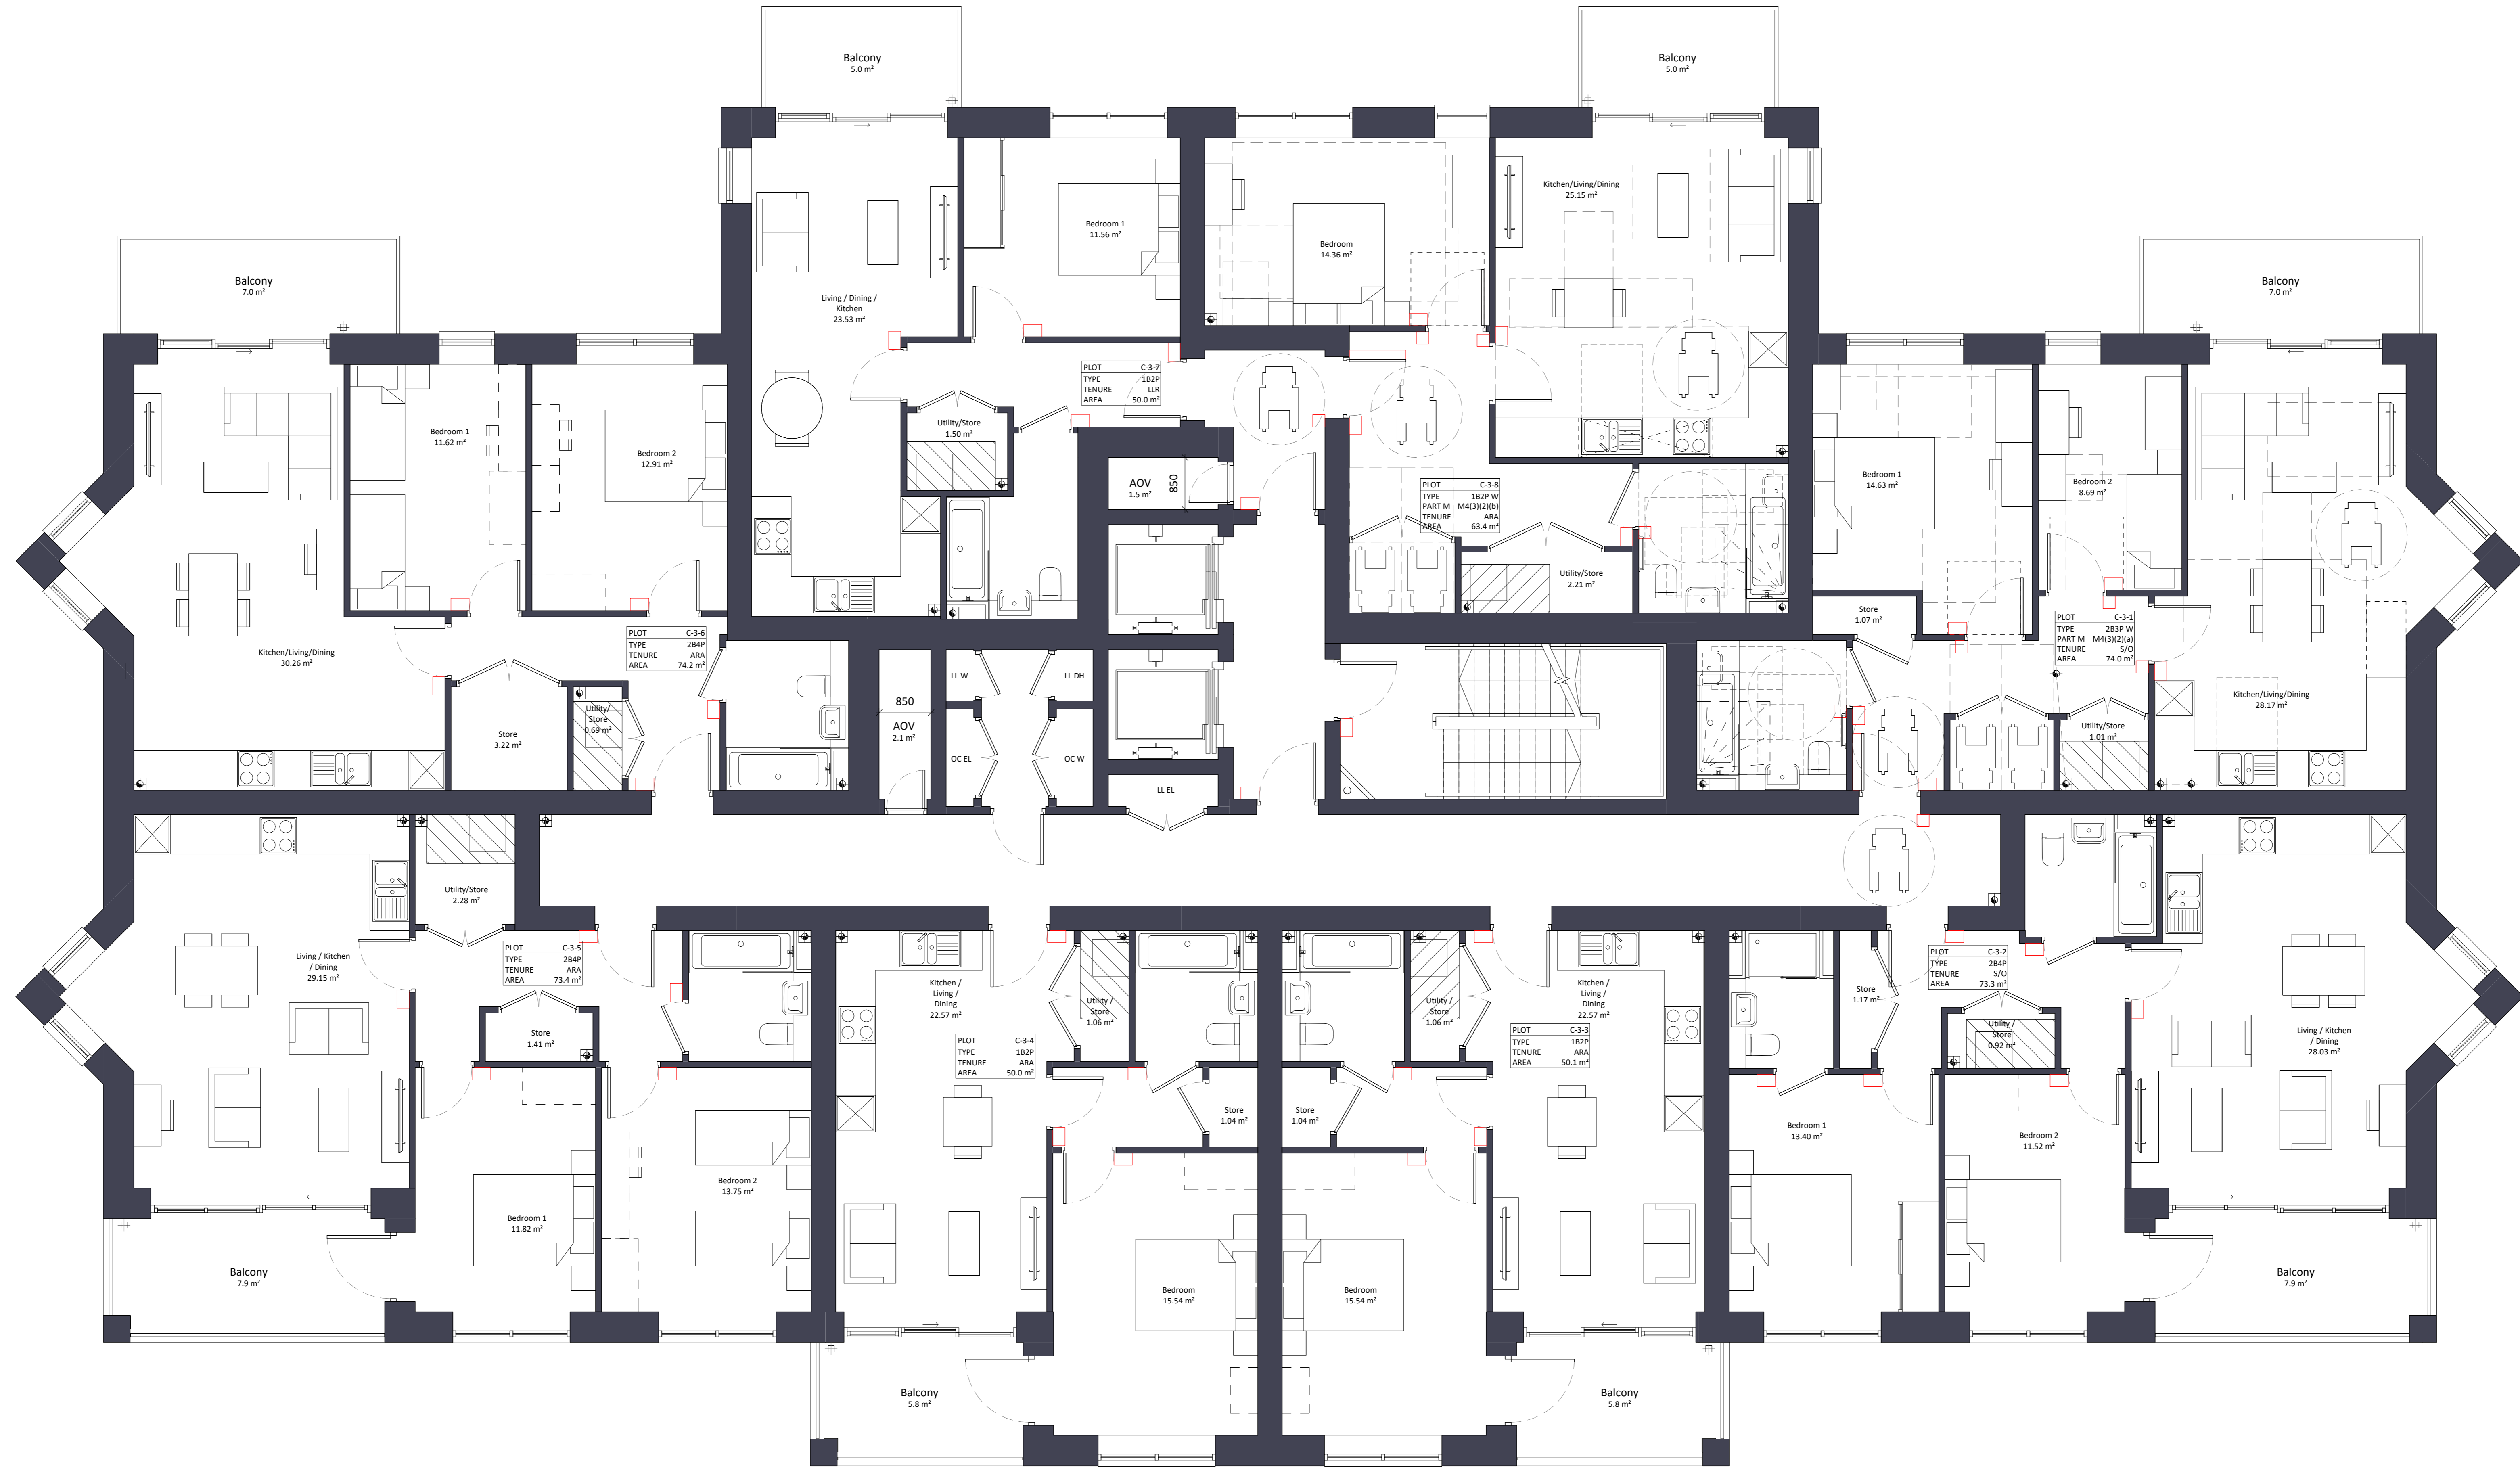 Balcony
5.0 m²
Balcony
5.0 m²
Kitchen/Living/Dining
25.15 m²
Bedroom 1
11.56 m²
Bedroom
14.36 m²
Living / Dining /
Kitchen
23.53 m²
Balcony
7.0 m²
Balcony
7.0 m²
PLOT C-3-7
TYPE 1B2P
TENURE LLR
AREA 50.0 m²
Bedroom 1
11.62 m²
Bedroom 2
12.91 m²
Utility/Store
1.50 m²
AOV
1.5 m²
850
PLOT C-3-8
TYPE 1B2P W
PART M M4(3)(2)(b)
TENURE ARA
AREA 63.4 m²
Bedroom 1
14.63 m²
Bedroom 2
8.69 m²
Utility/Store
2.21 m²
Store
1.07 m²
PLOT C-3-1
TYPE 2B3P W
PART M M4(3)(2)(a)
TENURE S/O
AREA 74.0 m²
Kitchen/Living/Dining
30.26 m²
PLOT C-3-6
TYPE 2B4P
TENURE ARA
AREA 74.2 m²
LL W
LL DH
850
AOV
2.1 m²
Store
3.22 m²
Utility/
Store
0.69 m²
OC EL
OC W
LL EL
Kitchen/Living/Dining
28.17 m²
Utility/Store
1.01 m²
Utility/Store
2.28 m²
Living / Kitchen
/ Dining
29.15 m²
PLOT C-3-5
TYPE 2B4P
TENURE ARA
AREA 73.4 m²
Store
1.41 m²
Kitchen /
Living /
Dining
22.57 m²
PLOT C-3-4
TYPE 1B2P
TENURE ARA
AREA 50.0 m²
Utility /
Store
1.06 m²
Utility /
Store
1.06 m²
Kitchen /
Living /
Dining
22.57 m²
PLOT C-3-3
TYPE 1B2P
TENURE ARA
AREA 50.1 m²
Store
1.17 m²
PLOT C-3-2
TYPE 2B4P
TENURE S/O
AREA 73.3 m²
Utility /
Store
0.92 m²
Living / Kitchen
/ Dining
28.03 m²
Store
1.04 m²
Store
1.04 m²
Bedroom 1
13.40 m²
Bedroom 2
11.52 m²
Bedroom 2
13.75 m²
Bedroom 1
11.82 m²
Balcony
7.9 m²
Bedroom
15.54 m²
Bedroom
15.54 m²
Balcony
7.9 m²
Balcony
5.8 m²
Balcony
5.8 m²